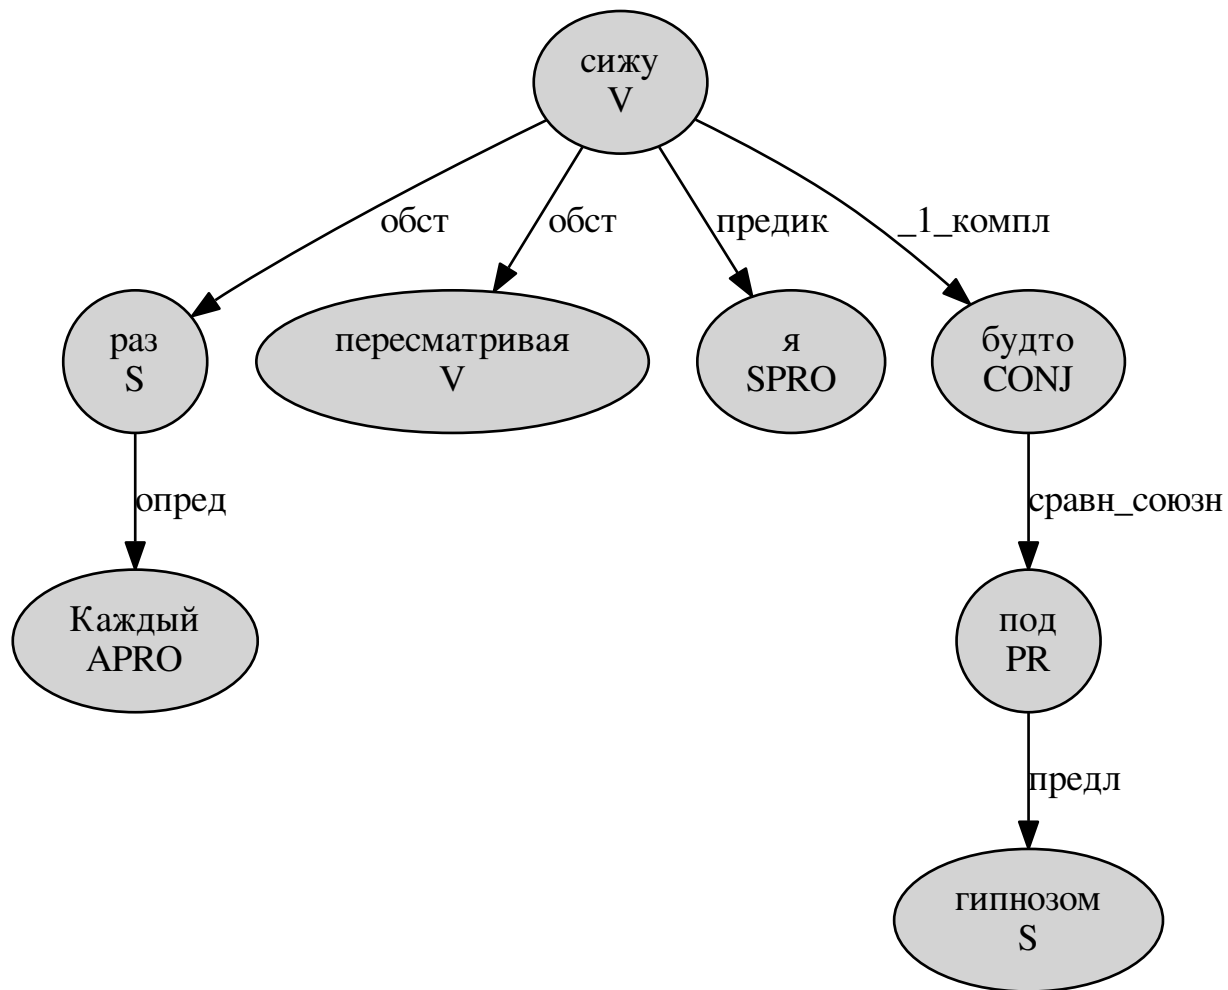 сижу
V
обст
обст
предик
_1_компл
раз
S
пересматривая
V
я
SPRO
будто
CONJ
опред
сравн_союзн
Каждый
APRO
под
PR
предл
гипнозом
S